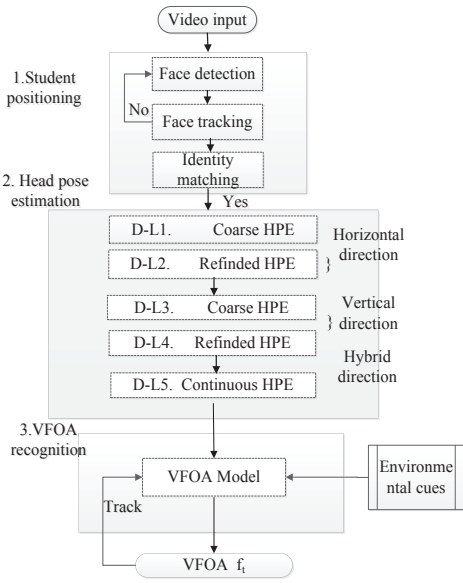 Video input
1.Student
positioning
Face detection
No
Face tracking
Identity
matching
2. Head pose
estimation
Yes
D-L1. Coarse HPE
Horizontal
direction
D-L2. Refinded HPE
}
D-L3. Coarse HPE
Vertical
} direction
D-L4. Refinded HPE
Hybrid
direction
D-L5. Continuous HPE
3.VFOA
recognition
VFOA Model
Environme
ntal cues
Track
VFOA ft